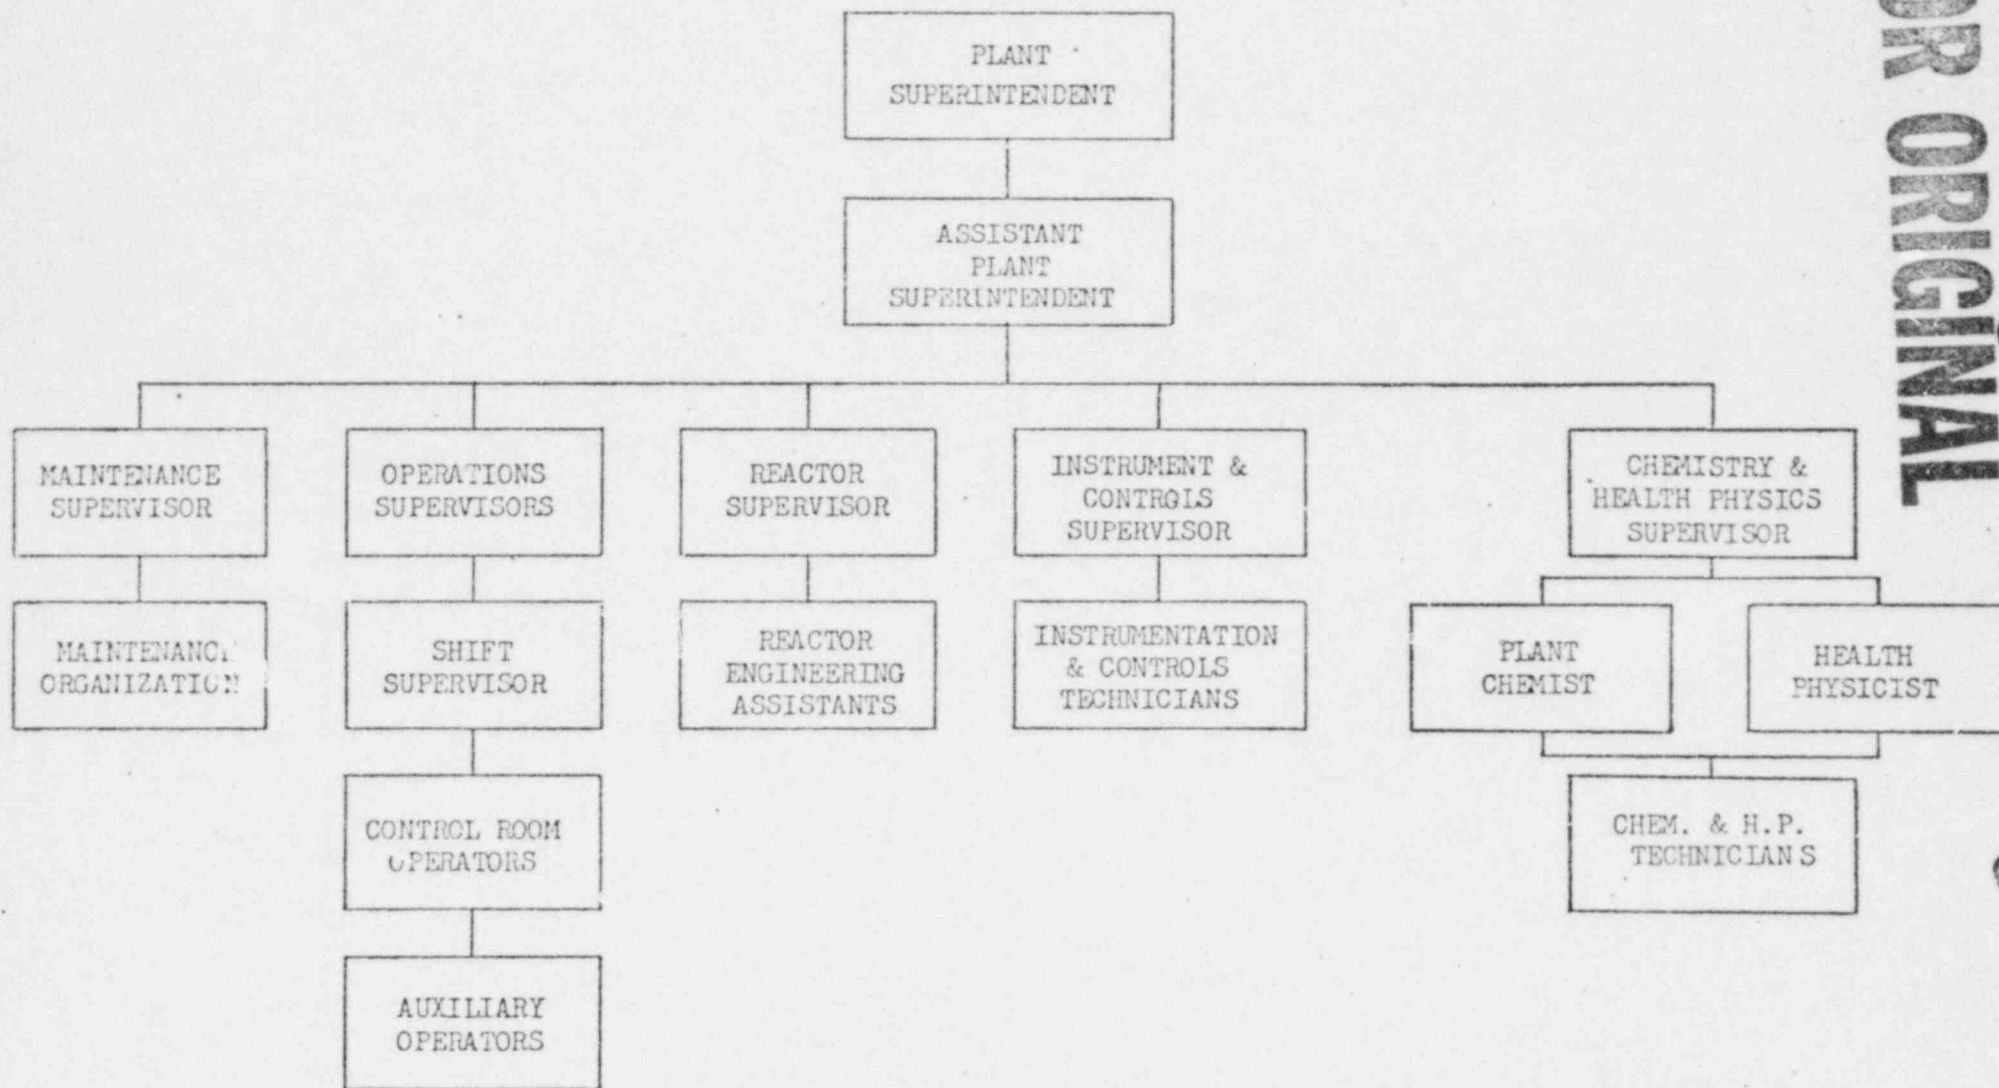 PLANT
SUPERINTENDENT
ASSISTANT
PLANT
SUPERINTENDENT
MAINTENANCE
SUPERVISOR
OPERATIONS
SUPERVISORS
REACTOR
SUPERVISOR
INSTRUMENT &
CONTROLS
SUPERVISOR
CHEMISTRY &
HEALTH PHYSICS
SUPERVISOR
MAINTENANC
ORGANIZATION
SHIFT
SUPERVISOR
REACTOR
ENGINEERING
ASSISTANTS
INSTRUMENTATION
& CONTROLS
TECHNICIANS
PLANT
CHEMIST
HEALTH
PHYSICIST
CONTROL ROOM
OPERATORS
CHEM. & H.P.
TECHNICIANS
AUXILIARY
OPERATORS
OR ORIGINAL